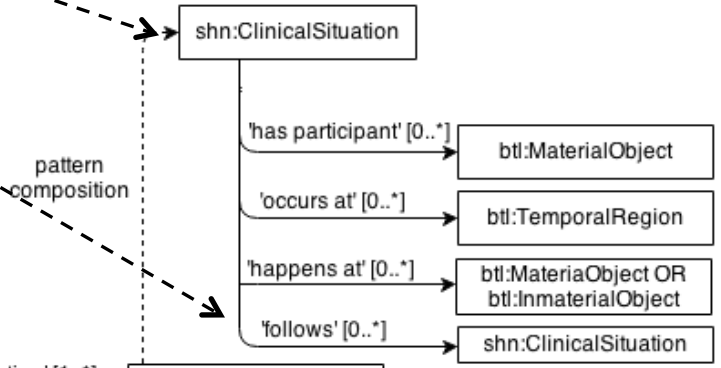 shn:ClinicalSituation
'has participant' [0..*]
btl:MaterialObject
pattern
composition
'occurs at' [0..*]
btl:TemporalRegion
'happens at' [0..*]
btl:MateriaObject OR
btl:InmaterialObject
'follows' [0..*]
shn:ClinicalSituation